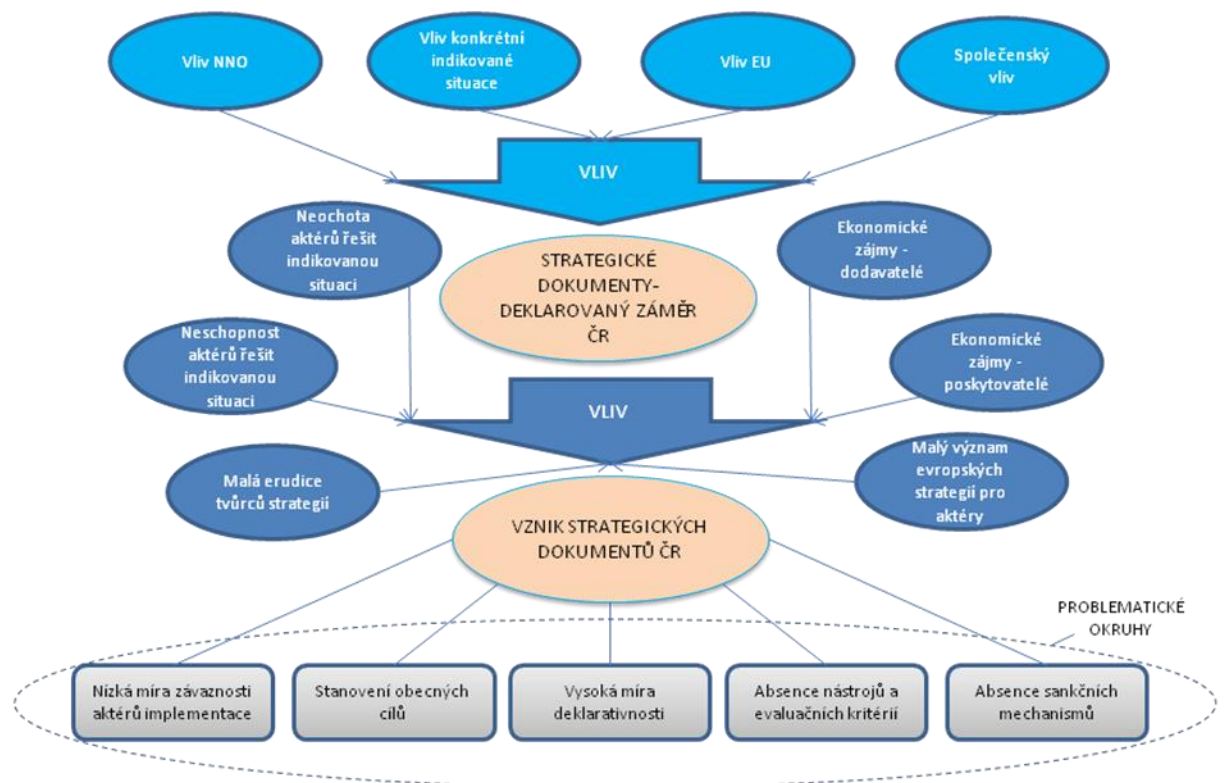 Vliv NNO
Vliv konkrétní
indikované
situace
Vliv EU
Společenský
vliv
VLIV
Neochota
aktérů řešit
indikovanou
situaci
Ekonomické
zájmy -
dodavatelé
STRATEGICKÉ
DOKUMENTY-
DEKLAROVANÝ ZÁMĚR
ČR
Neschopnost
aktérů řešit
indikovanou
situaci
Ekonomické
zájmy -
poskytovatelé
VLIV
Malá erudice
tvůrců strategií
Malý význam
evropských
strategií pro
aktéry
VZNIK STRATEGICKÝCH
DOKUMENTŮ ČR
PROBLEMATICKÉ
OKRUHY
Nízká míra závaznosti
aktérů implementace
Stanovení obecných
cílů
Vysoká míra
deklarativnosti
Absence nástrojů a
evaluačních kritérií
Absence sankčních
mechanismů